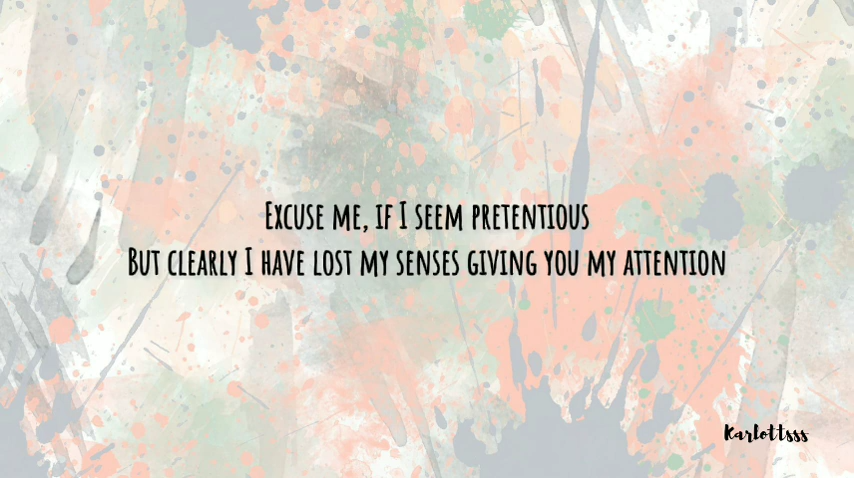 Excuse me, if I seem pretentious
But clearly I have lost my senses giving you my attention
Karlottsss